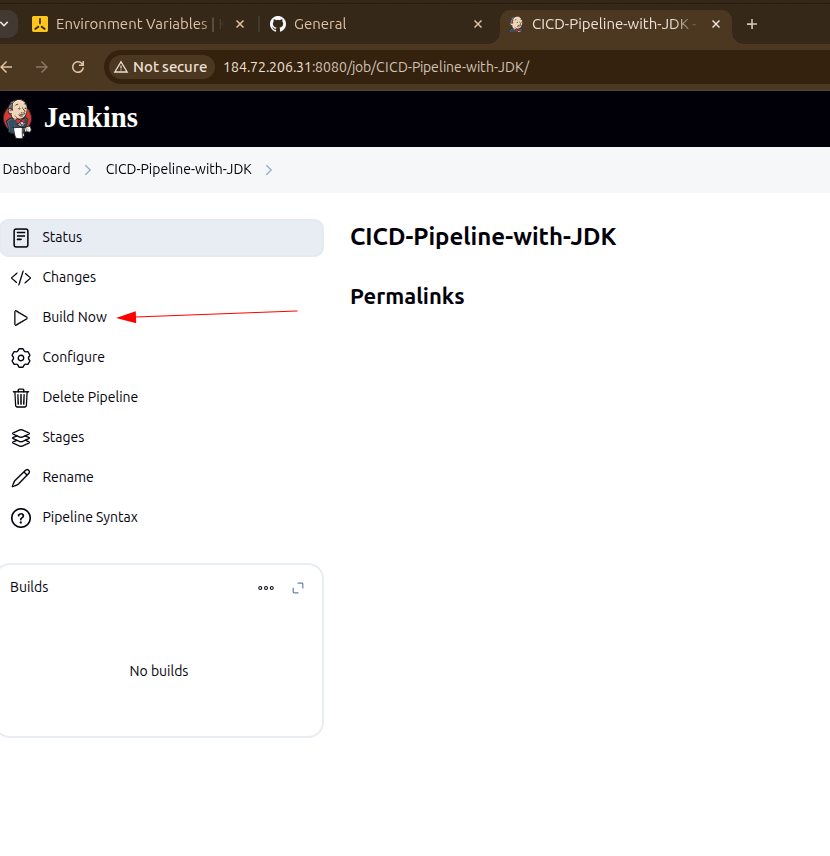 Environment Variables |
General
CICD-Pipeline-with-JDK -
Not secure
184.72.206.31:8080/job/CICD-Pipeline-with-JDK/
Jenkins
Dashboard
CICD-Pipeline-with-JDK
Status
Changes
Build Now
Configure
Delete Pipeline
Stages
Rename
Pipeline Syntax
CICD-Pipeline-with-JDK
Permalinks
Builds
No builds